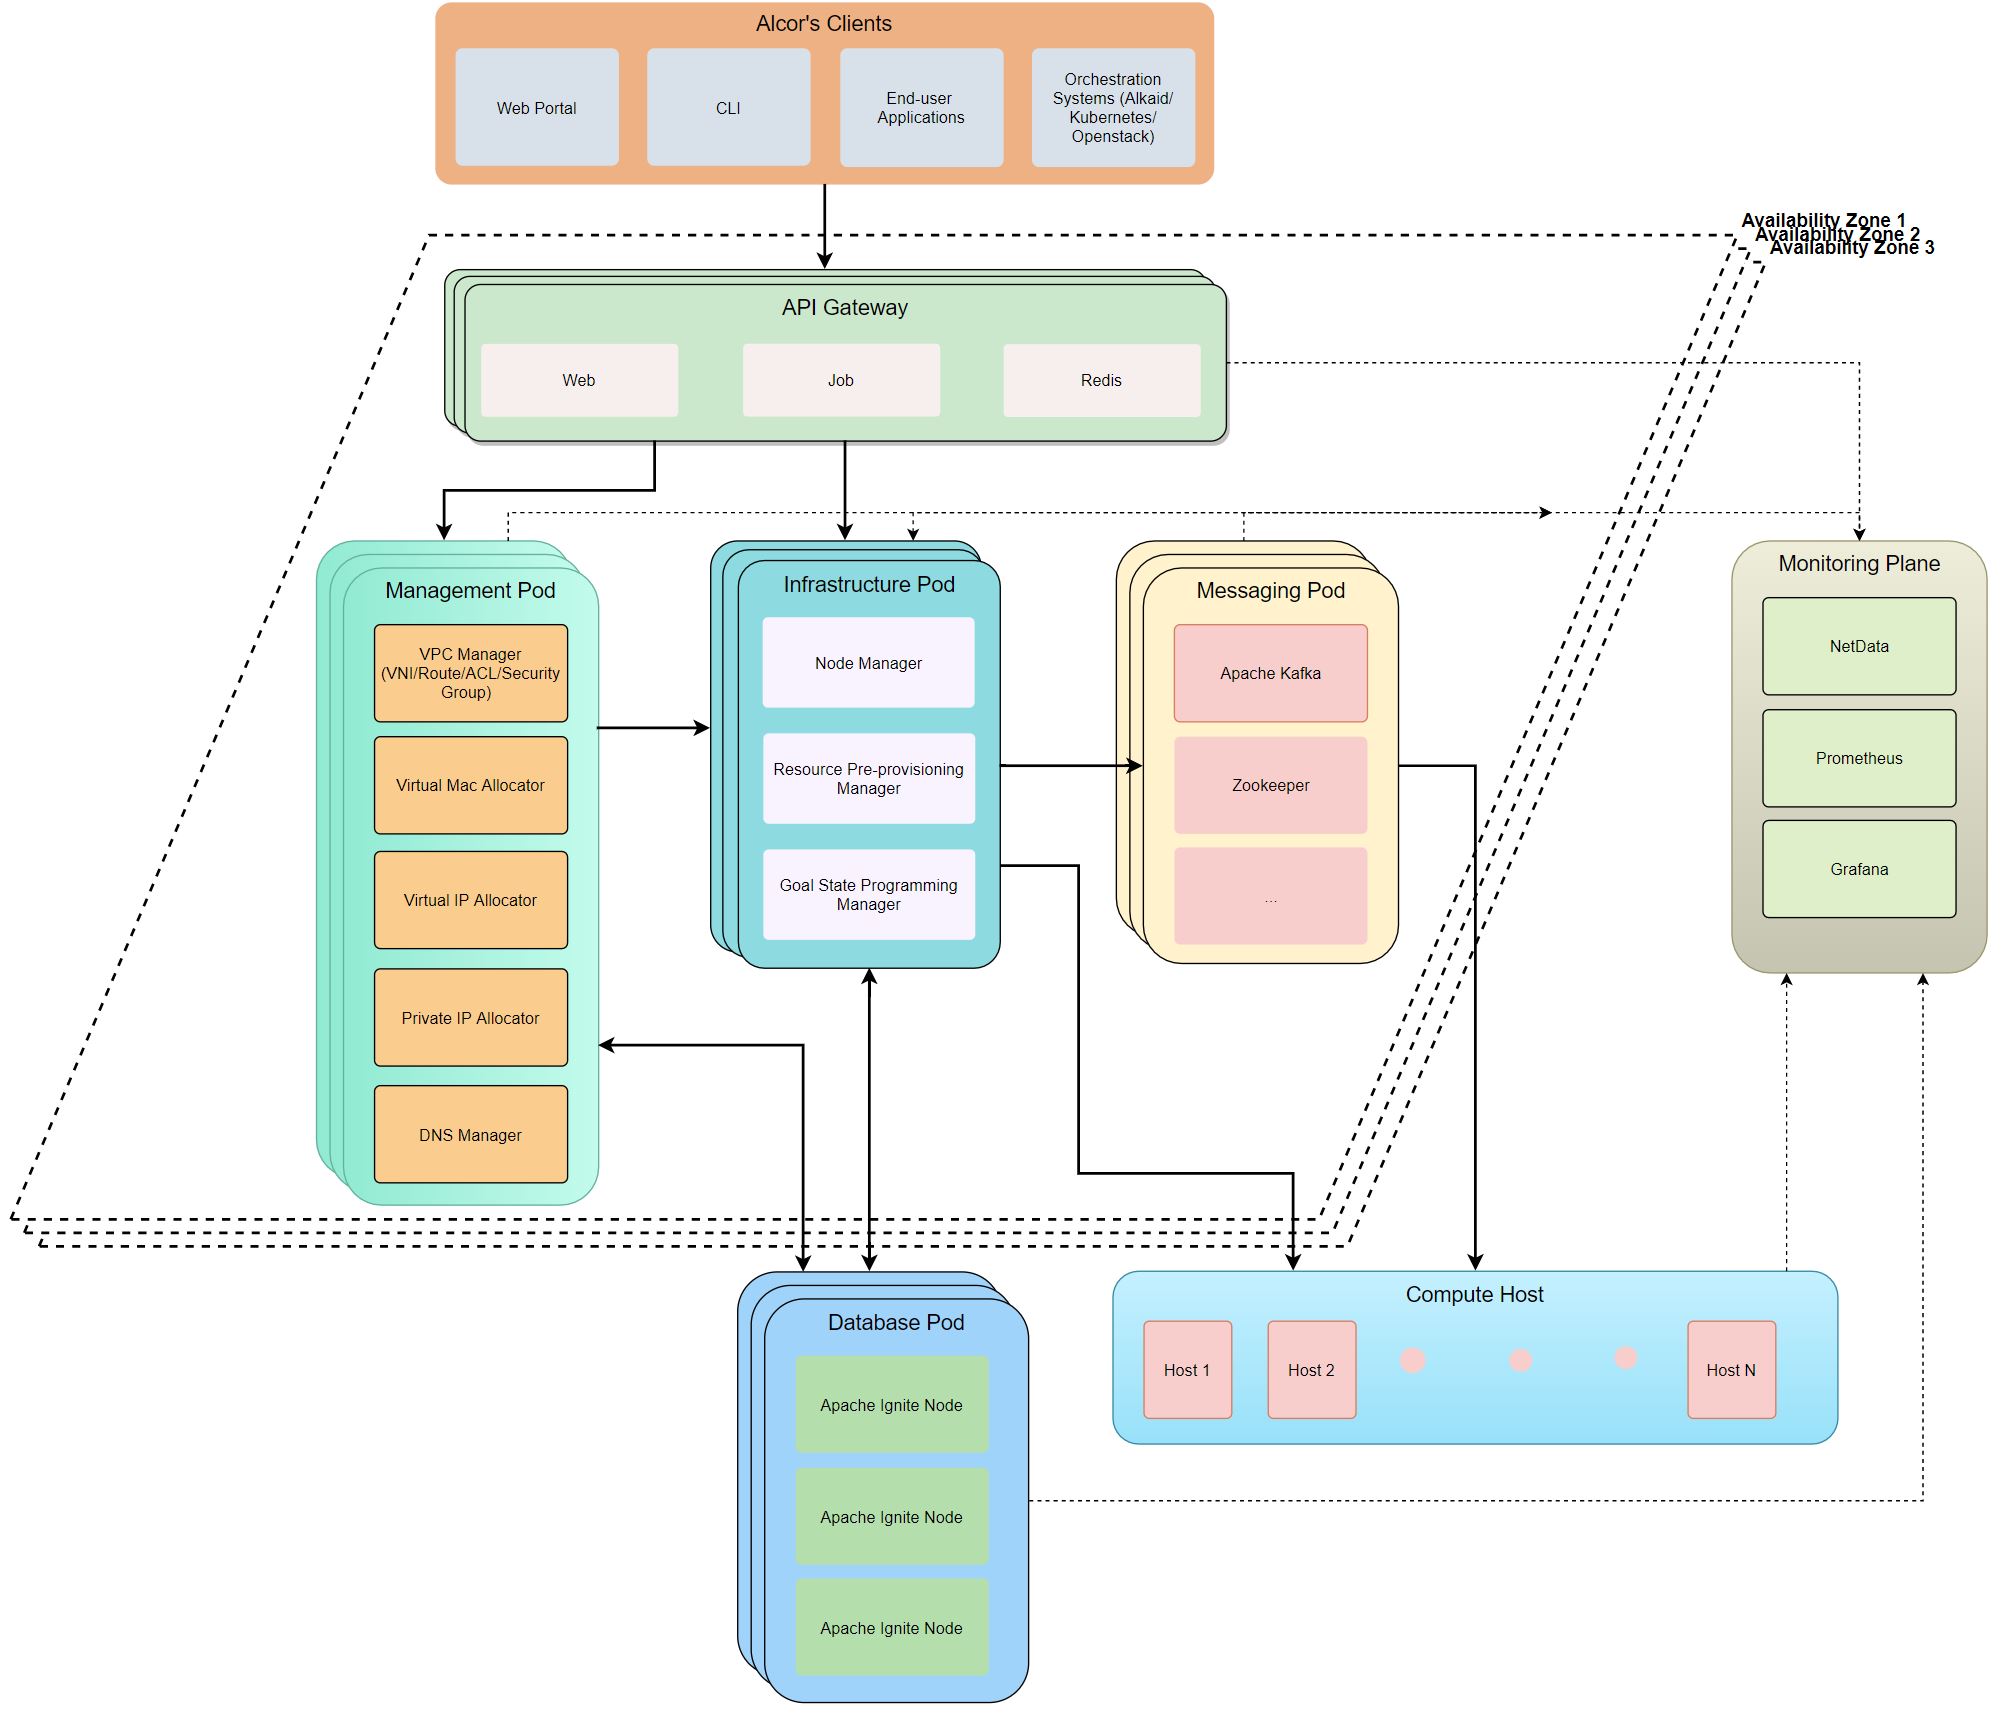 Alcor's Clients
Web Portal
CLI
End-user
Applications
Orchestration
Systems (Alkaid/
Kubernetes/
Openstack)
Availability Zone 1
Availability Zone 2
Availability Zone 3
API Gateway
Web
Job
Redis
Management Pod
VPC Manager
(VNI/Route/ACL/Security
Group)
Virtual Mac Allocator
Virtual IP Allocator
Private IP Allocator
DNS Manager
Infrastructure Pod
Node Manager
Resource Pre-provisioning
Manager
Goal State Programming
Manager
Messaging Pod
Apache Kafka
Zookeeper
...
Monitoring Plane
NetData
Prometheus
Grafana
Database Pod
Apache Ignite Node
Apache Ignite Node
Apache Ignite Node
Compute Host
Host 1
Host 2
Host N